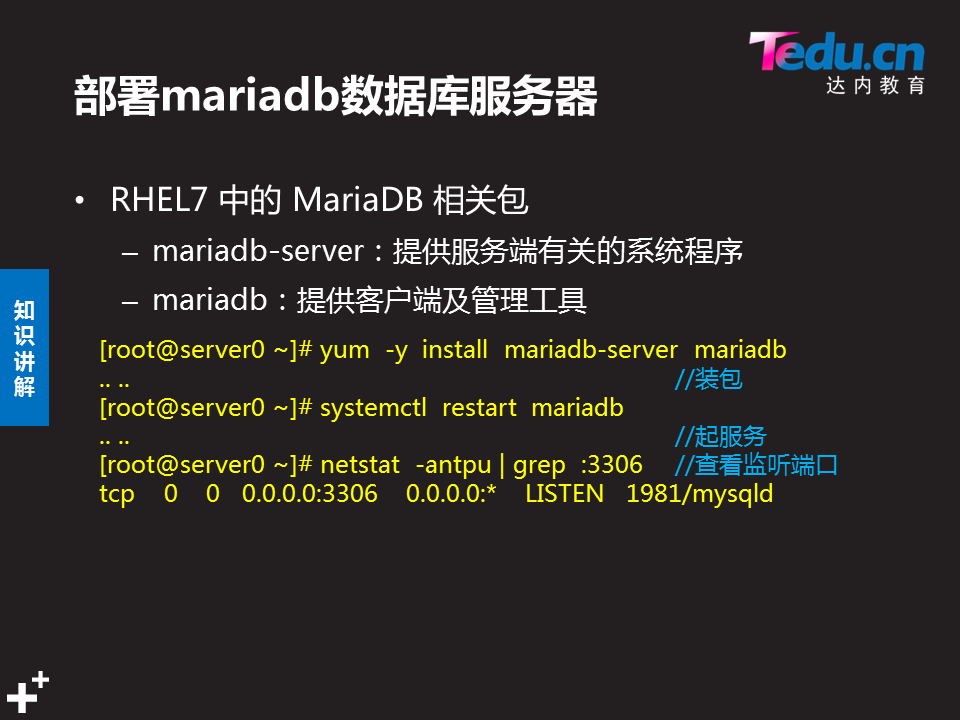 Tedu.cn
达内教育
部署mariadb数据库服务器
• RHEL7 中的 MariaDB 相关包
– mariadb-server：提供服务端有关的系统程序
– mariadb：提供客户端及管理工具
知识讲解
[root@server0 ~]# yum -y install mariadb-server mariadb
.. .. //装包
[root@server0 ~]# systemctl restart mariadb
.. .. //起服务
[root@server0 ~]# netstat -antpu | grep :3306 //查看监听端口
tcp 0 0 0.0.0.0:3306 0.0.0.0:* LISTEN 1981/mysqld